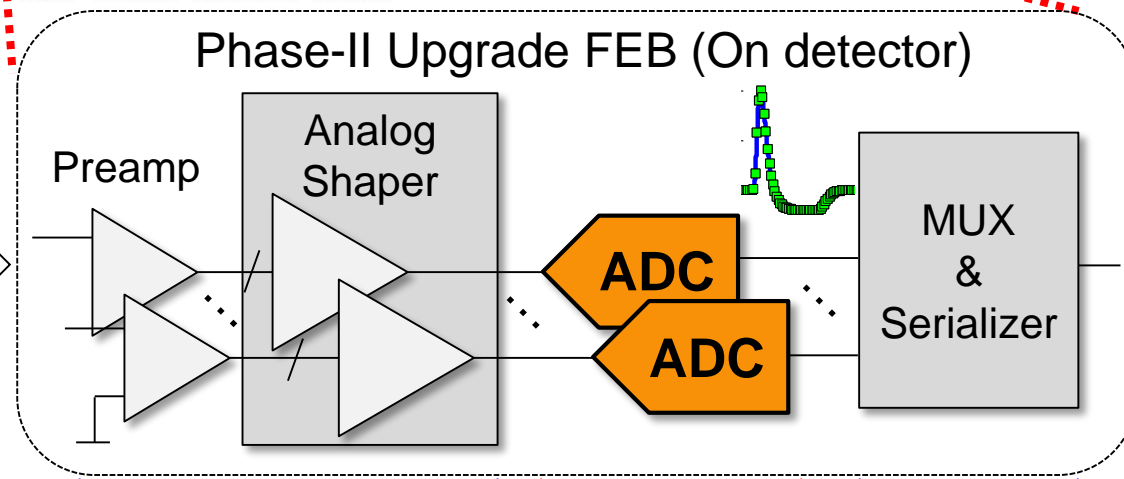 Phase-II Upgrade FEB (On detector)
Preamp
Analog
Shaper
ADC
ADC
MUX
&
Serializer